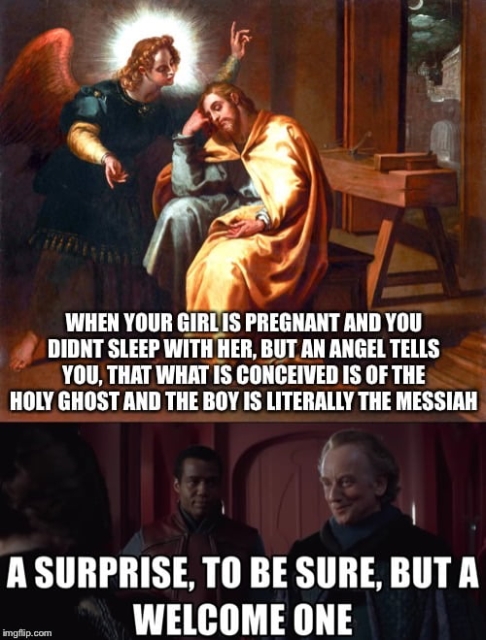 WHEN YOUR GIRL IS PREGNANT AND YOU
DIDNT SLEEP WITH HER, BUT AN ANGEL TELLS
YOU, THAT WHAT IS CONCEIVED IS OF THE
HOLY GHOST AND THE BOY IS LITERALLY THE MESSIAH
A SURPRISE, TO BE SURE, BUT A
WELCOME ONE
imgflip.com